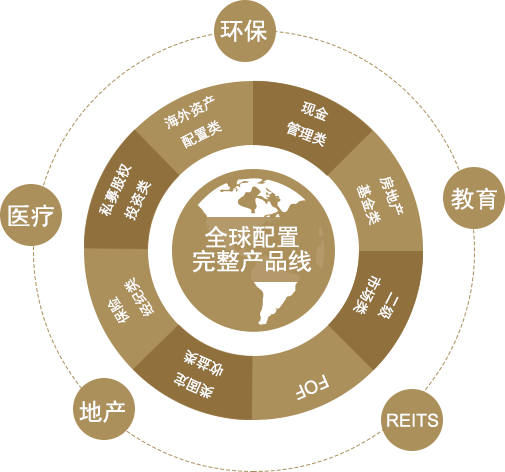 环保
教育
REITS
地产
医疗
现金
管理类
房地产
基金类
二级
市场类
FOF
类固定
收益类
保险
经纪类
私募股权
投资类
海外资产
配置类
全球配置
完整产品线